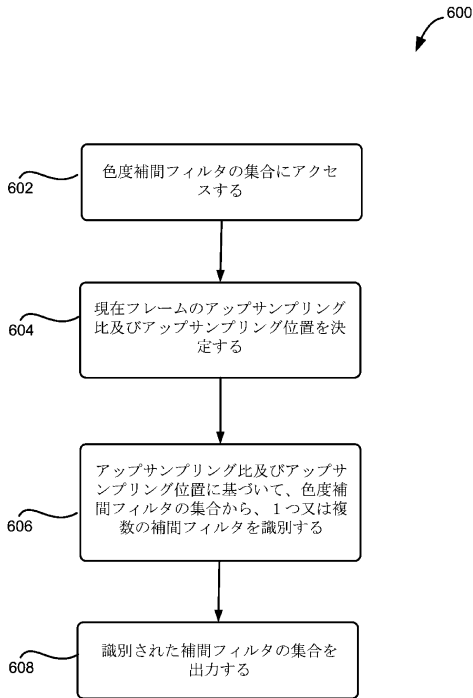 600
602
色度補間フィルタの集合にアクセ
スする
604
現在フレームのアップサンプリング
比及びアップサンプリング位置を決
定する
606
アップサンプリング比及びアップサ
ンプリング位置に基づいて、色度補
間フィルタの集合から、１つ又は複
数の補間フィルタを識別する
608
識別された補間フィルタの集合を
出力する